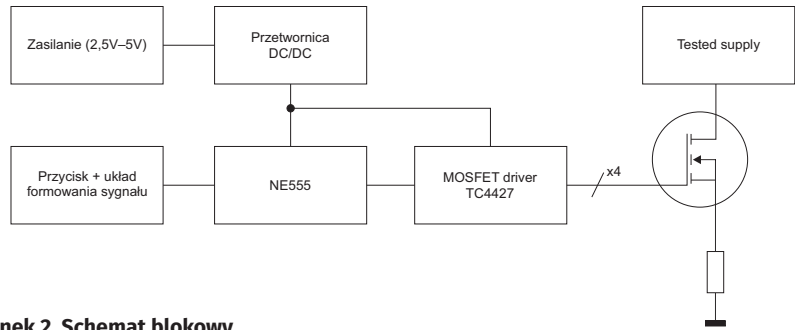 Zasilanie (2,5V–5V)
Przetwornica
DC/DC
Tested supply
Przycisk + układ
formowania sygnału
NE555
MOSFET driver
TC4427
x4
nek 2. Schemat blokowy